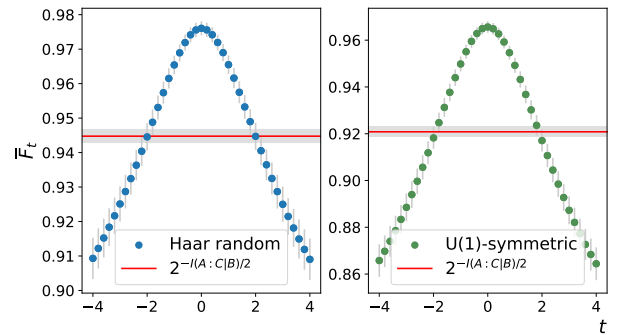 0.98
0.97
0.96
0.95
0.94
0.93
0.92
0.91
0.90
F̅_t
−4 −2 0 2 4
Haar random
2^{−I(A : C|B)/2}
0.96
0.94
0.92
0.90
0.88
0.86
−4 −2 0 2 4
t
U(1)-symmetric
2^{−I(A : C|B)/2}